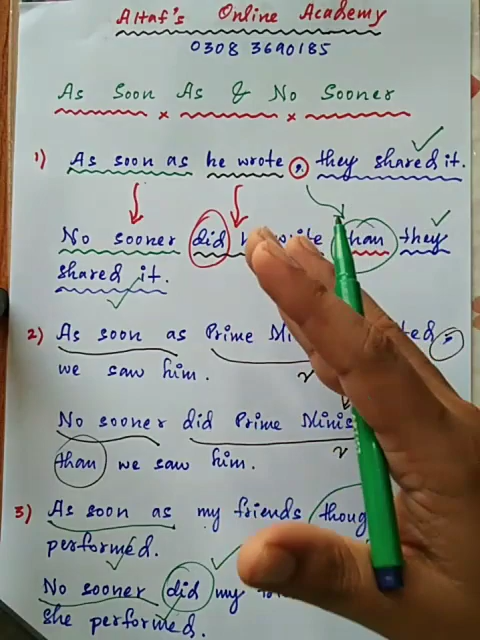 Altaf's Online Academy
0308 3690185
As Soon As & No Sooner
1) As soon as he wrote, they shared it.
No sooner did write than they
shared it.
2) As soon as Prime ,
we saw him.
No sooner did Prime
than we saw him.
3) As soon as my friends
performed.
No sooner did my
she performed.